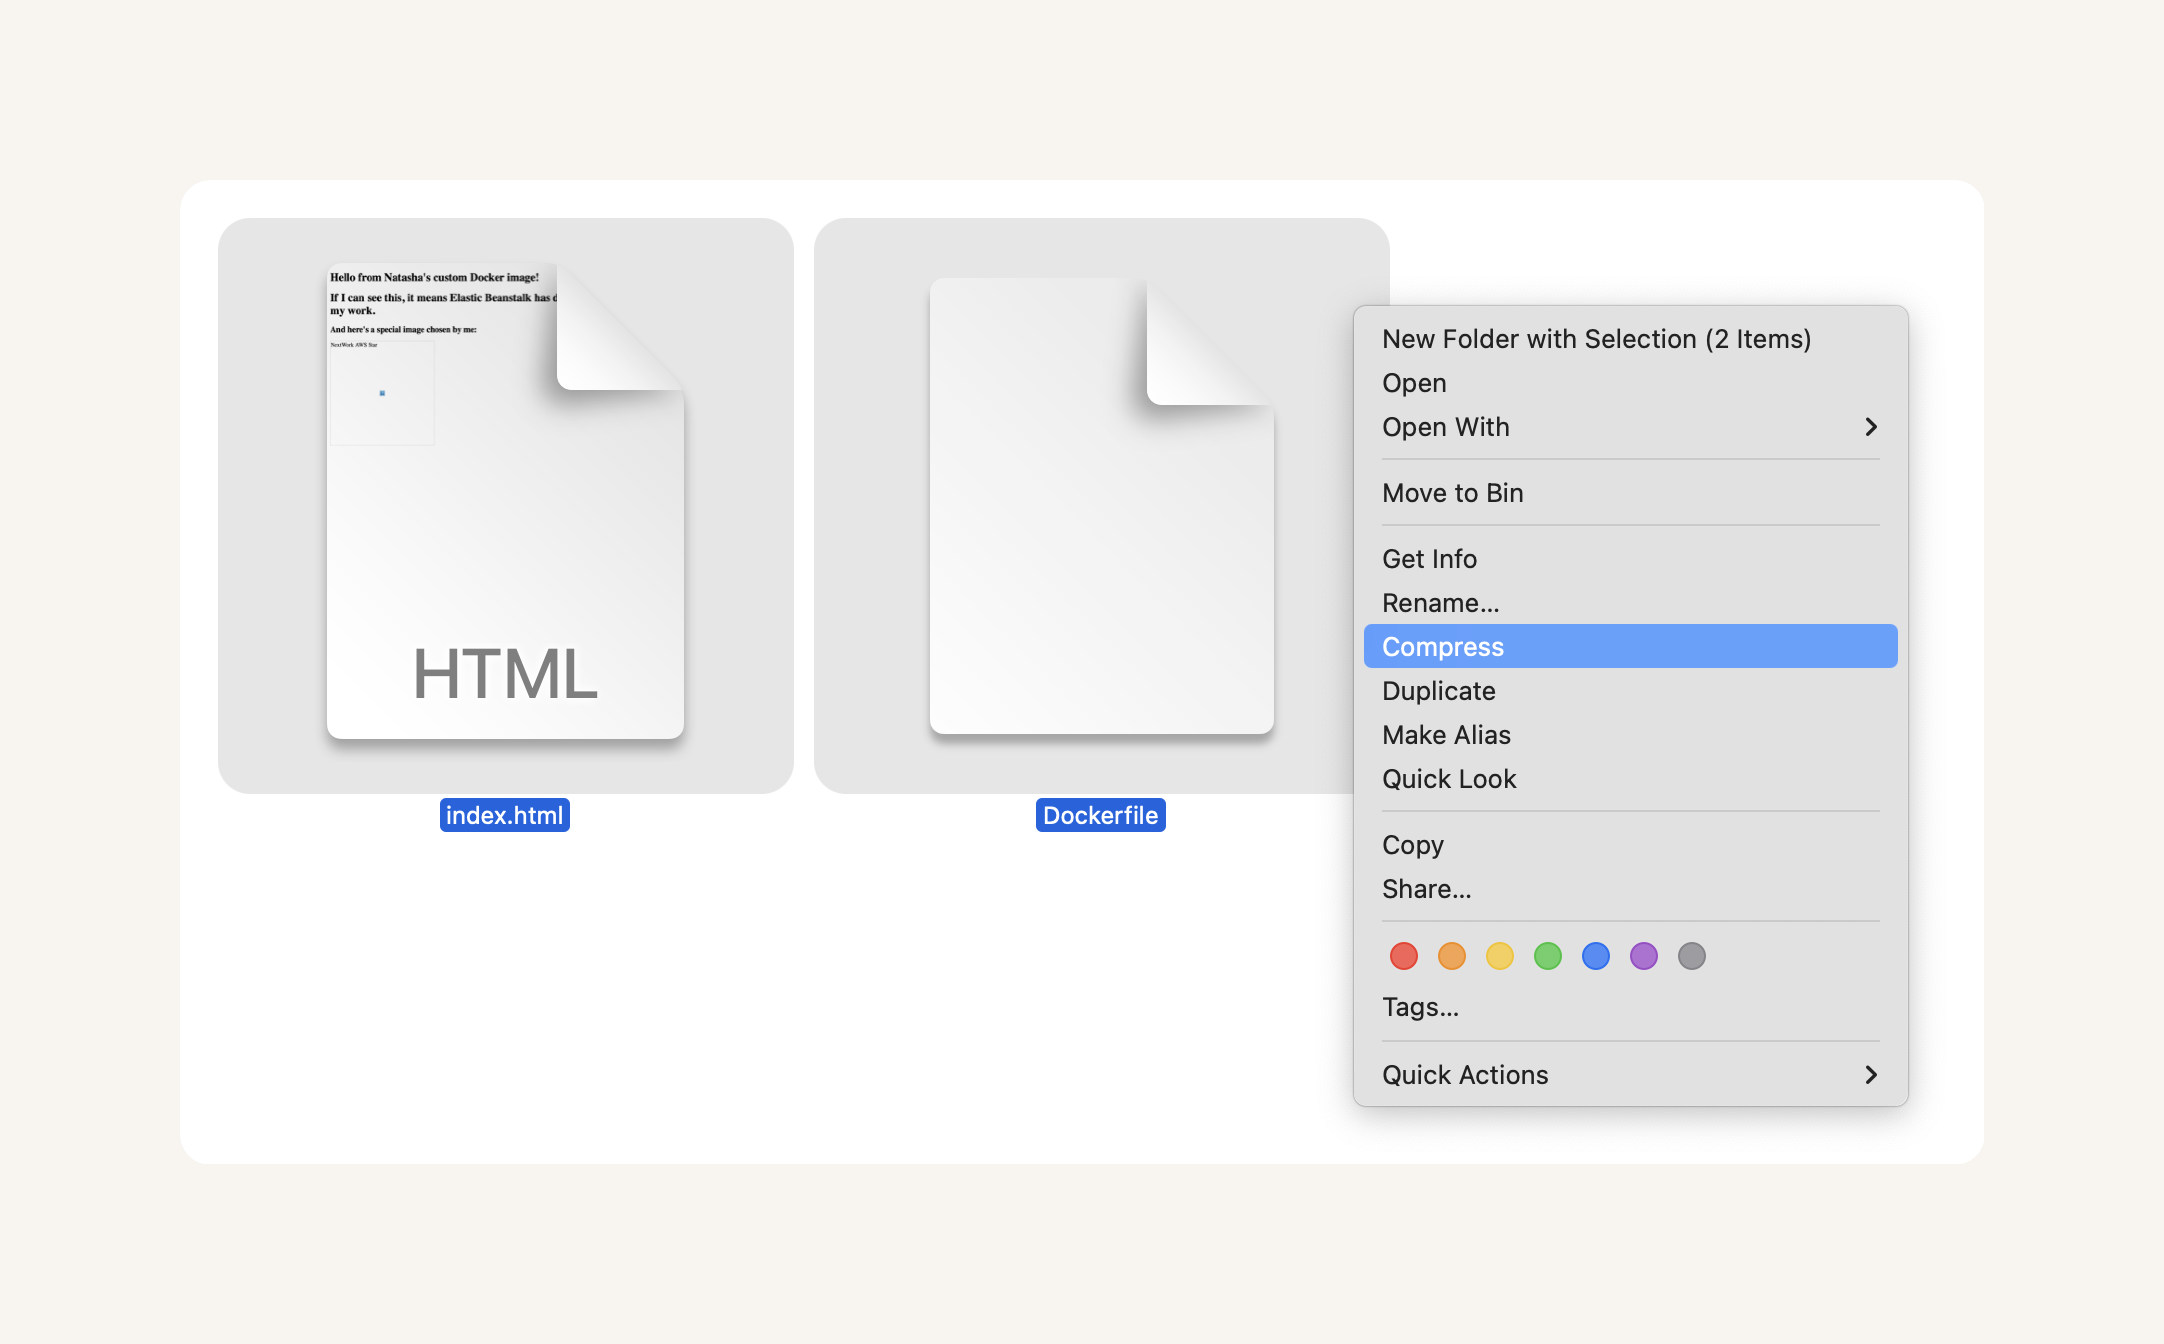 Hello from Natasha's custom Docker image!
If I can see this, it means Elastic Beanstalk has d
my work.
And here's a special image chosen by me:
NextWork AWS Star
HTML
index.html
Dockerfile
New Folder with Selection (2 Items)
Open
Open With
Move to Bin
Get Info
Rename...
Compress
Duplicate
Make Alias
Quick Look
Copy
Share...
Tags...
Quick Actions